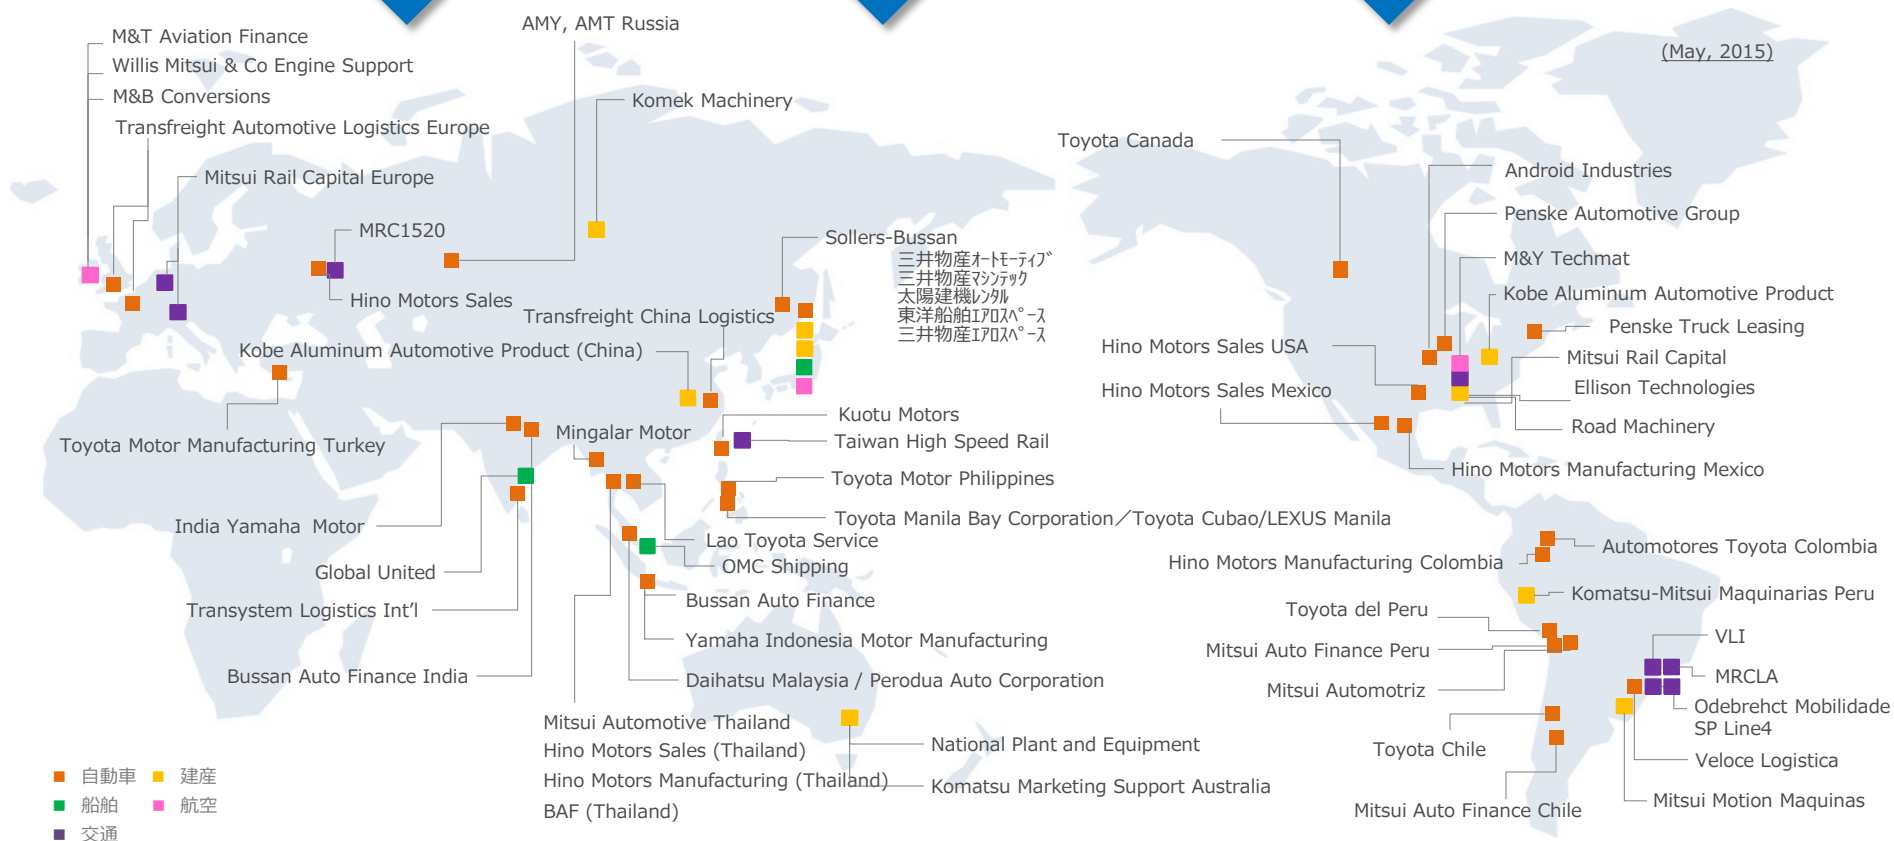 AMY, AMT Russia
(May, 2015)
M&T Aviation Finance
Willis Mitsui & Co Engine Support
M&B Conversions
Transfreight Automotive Logistics Europe
Mitsui Rail Capital Europe
MRC1520
Hino Motors Sales
Komek Machinery
Sollers-Bussan
三井物産ｵｰﾄﾓｰﾃｨﾌﾞ
三井物産ﾏｼﾝﾃｯｸ
太陽建機ﾚﾝﾀﾙ
東洋船舶ｴｱﾛｽﾍﾟｰｽ
三井物産ｴｱﾛｽﾍﾟｰｽ
Transfreight China Logistics
Kobe Aluminum Automotive Product (China)
Toyota Motor Manufacturing Turkey
Mingalar Motor
Kuotu Motors
Taiwan High Speed Rail
Toyota Motor Philippines
Toyota Manila Bay Corporation／Toyota Cubao/LEXUS Manila
India Yamaha  Motor
Lao Toyota Service
Global United
OMC Shipping
Transystem Logistics Int’l
Bussan Auto Finance
Yamaha Indonesia Motor Manufacturing
Bussan Auto Finance India
Daihatsu Malaysia / Perodua Auto Corporation
Mitsui Automotive Thailand
Hino Motors Sales (Thailand)
Hino Motors Manufacturing (Thailand)
BAF (Thailand)
National Plant and Equipment
Komatsu Marketing Support Australia
Toyota Canada
Android Industries
Penske Automotive Group
M&Y Techmat
Kobe Aluminum Automotive Product
Penske Truck Leasing
Mitsui Rail Capital
Ellison Technologies
Road Machinery
Hino Motors Sales USA
Hino Motors Sales Mexico
Hino Motors Manufacturing Mexico
Automotores Toyota Colombia
Hino Motors Manufacturing Colombia
Komatsu-Mitsui Maquinarias Peru
Toyota del Peru
Mitsui Auto Finance Peru
Mitsui Automotriz
VLI
MRCLA
Odebrehct Mobilidade
SP Line4
Toyota Chile
Veloce Logistica
Mitsui Auto Finance Chile
Mitsui Motion Maquinas
自動車
建産
船舶
航空
交通